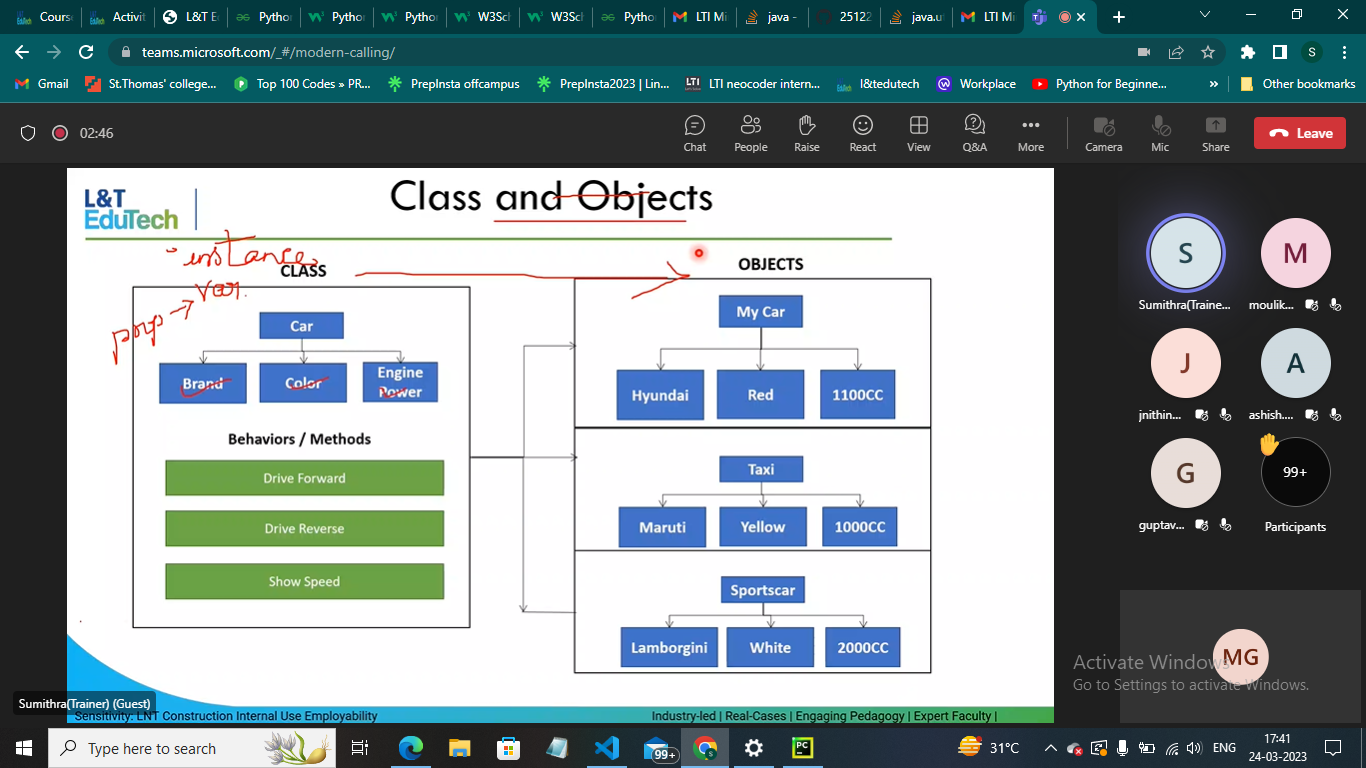 Cours
Activit
L&T E
Pythor
Pythor
Pythor
W3Scl
W3Scl
Pythor
LTI Mi
java -
25122
java.u
LTI Mi
teams.microsoft.com/_#/modern-calling/
S
Gmail
St.Thomas' college...
Top 100 Codes » PR...
PrepInsta offcampus
PrepInsta2023 | Lin...
LTI neocoder intern...
l&tedutech
Workplace
Python for Beginne...
»
Other bookmarks
02:46
Chat
People
Raise
React
View
Q&A
More
Camera
Mic
Share
Leave
L&T
EduTech
Class and Objects
instance
var.
prop →
CLASS
Car
Brand
Color
Engine
Power
Behaviors / Methods
Drive Forward
Drive Reverse
Show Speed
OBJECTS
My Car
Hyundai
Red
1100CC
Taxi
Maruti
Yellow
1000CC
Sportscar
Lamborgini
White
2000CC
S
Sumithra(Traine...
M
moulik...
J
jnithin...
A
ashish....
G
guptav...
99+
Participants
MG
Activate Windows
Go to Settings to activate Windows.
Sumithra(Trainer) (Guest)
Sensitivity: LNT Construction Internal Use Employability
Industry-led | Real-Cases | Engaging Pedagogy | Expert Faculty |
Type here to search
99+
PC
31°C
ENG
17:41
24-03-2023